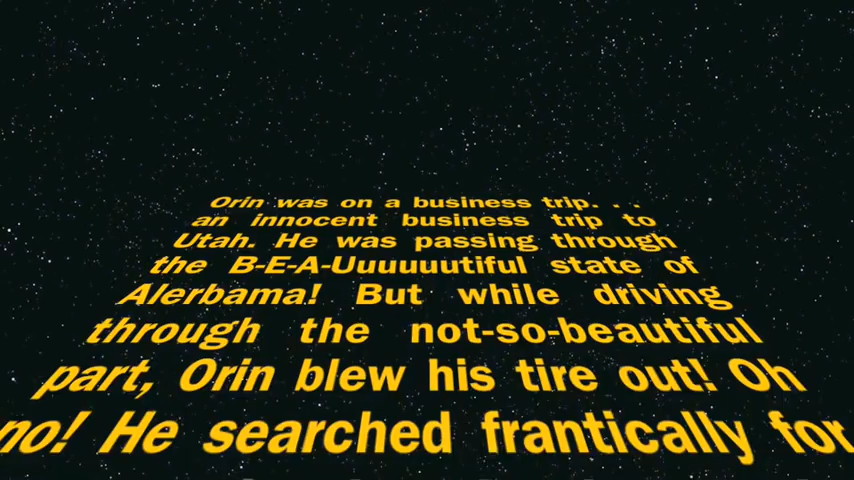 Orin was on a business trip. . .
an innocent business trip to
Utah. He was passing through
the B-E-A-Uuuuuutiful state of
Alerbama! But while driving
through the not-so-beautiful
part, Orin blew his tire out! Oh
no! He searched frantically for